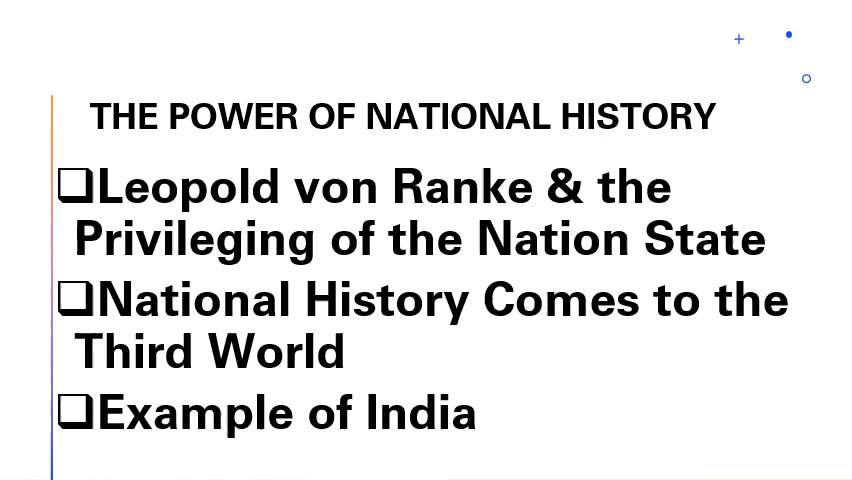 THE POWER OF NATIONAL HISTORY
❑Leopold von Ranke & the
Privileging of the Nation State
❑National History Comes to the
Third World
❑Example of India